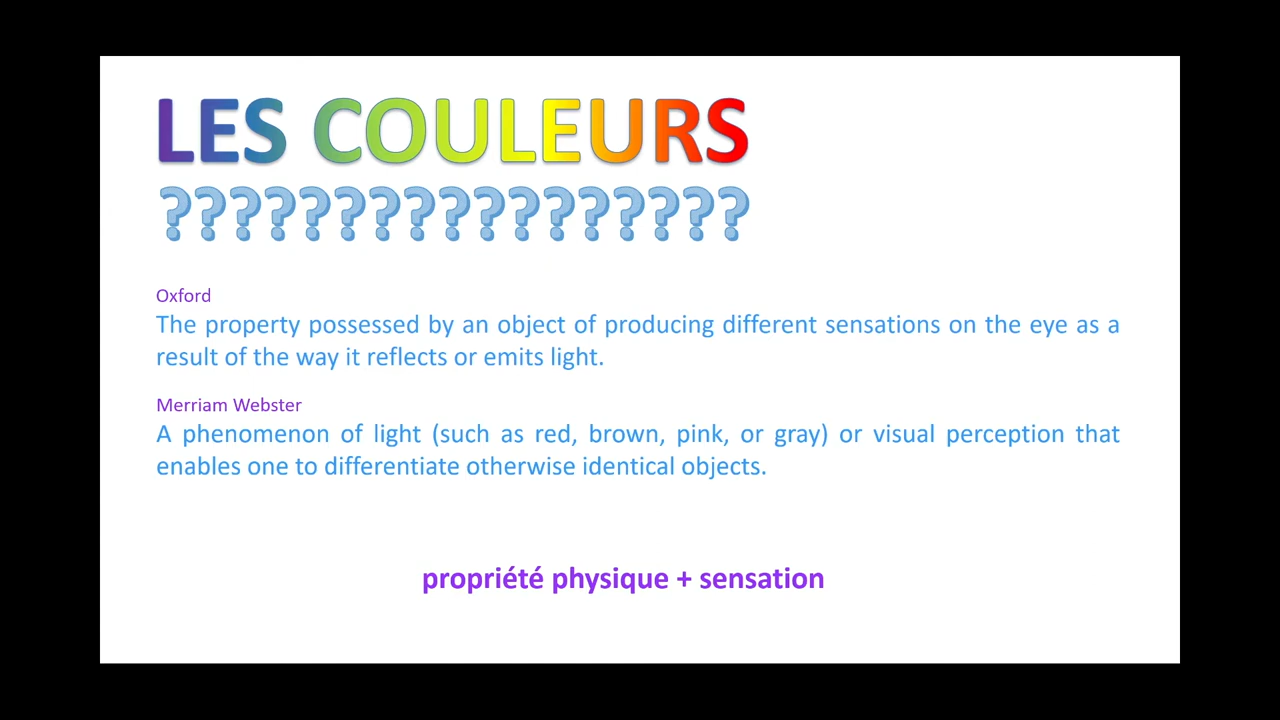 LES COULEURS
?????????????????
Oxford
The property possessed by an object of producing different sensations on the eye as a
result of the way it reflects or emits light.
Merriam Webster
A phenomenon of light (such as red, brown, pink, or gray) or visual perception that
enables one to differentiate otherwise identical objects.
propriété physique + sensation